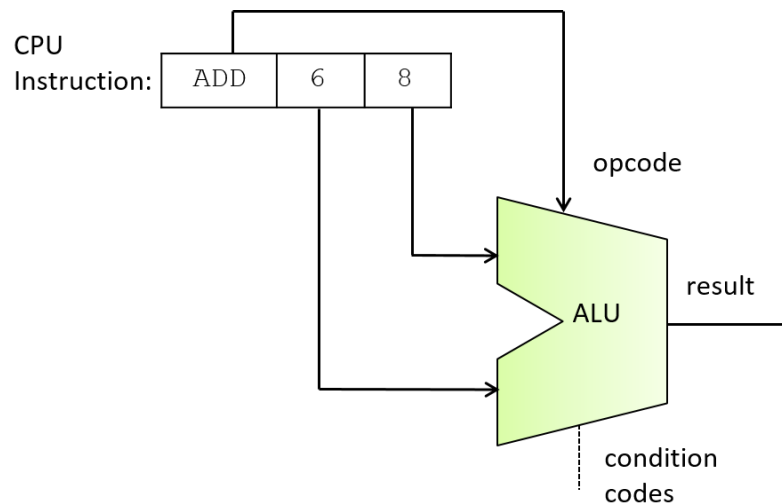 CPU
Instruction:
ADD 6 8
opcode
result
ALU
condition
codes